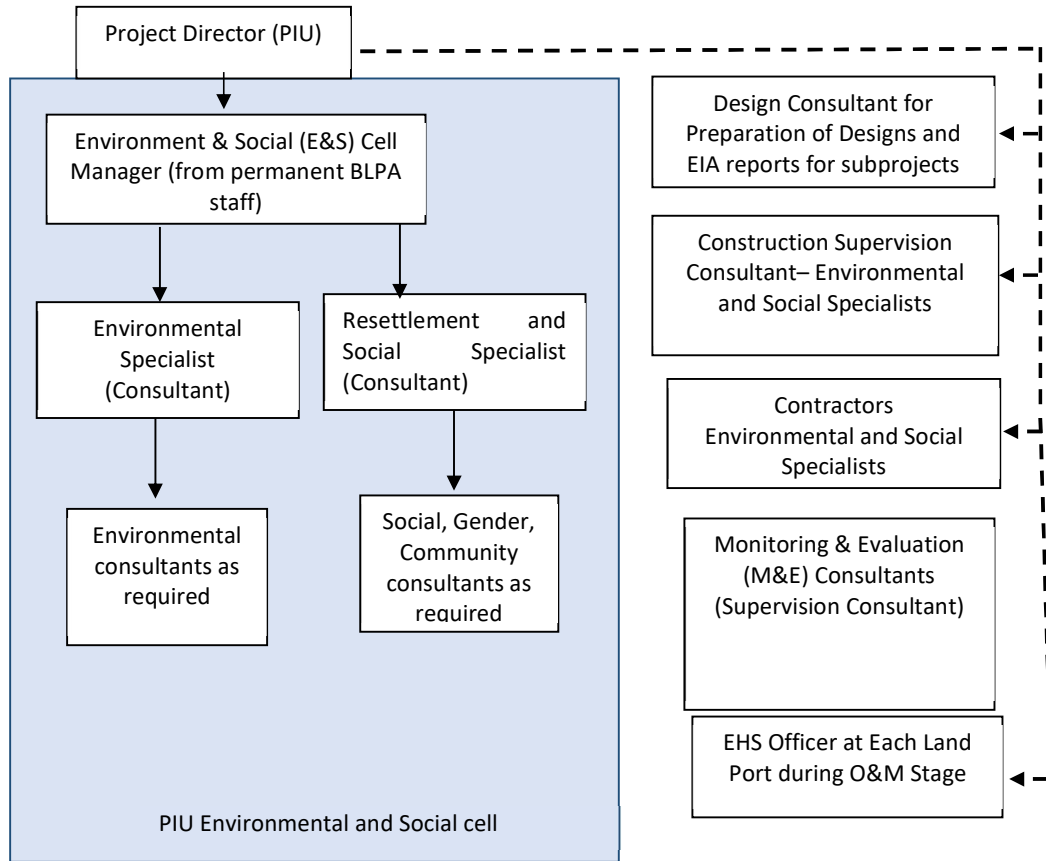 Project Director (PIU)
Environment & Social (E&S) Cell
Manager (from permanent BLPA
staff)
Environmental
Specialist
(Consultant)
Resettlement and
Social Specialist
(Consultant)
Environmental
consultants as
required
Social, Gender,
Community
consultants as
required
PIU Environmental and Social cell
Design Consultant for
Preparation of Designs and
EIA reports for subprojects
Construction Supervision
Consultant– Environmental
and Social Specialists
Contractors
Environmental and Social
Specialists
Monitoring & Evaluation
(M&E) Consultants
(Supervision Consultant)
EHS Officer at Each Land
Port during O&M Stage